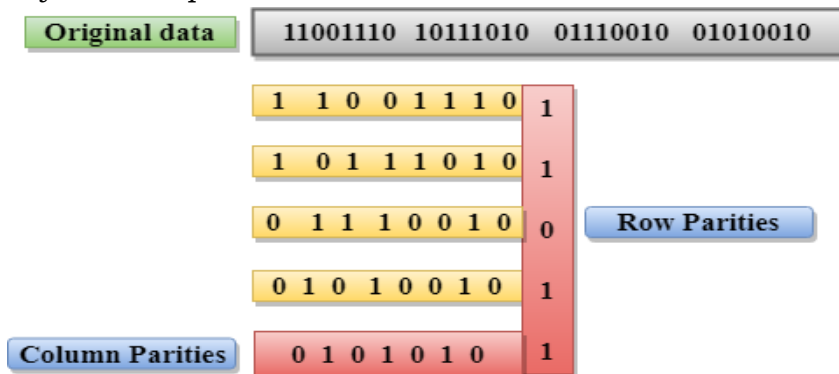 Original data 11001110 10111010 01110010 01010010
1 1 0 0 1 1 1 0 1
1 0 1 1 1 0 1 0 1
0 1 1 1 0 0 1 0 0 Row Parities
0 1 0 1 0 0 1 0 1
Column Parities 0 1 0 1 0 1 0 1